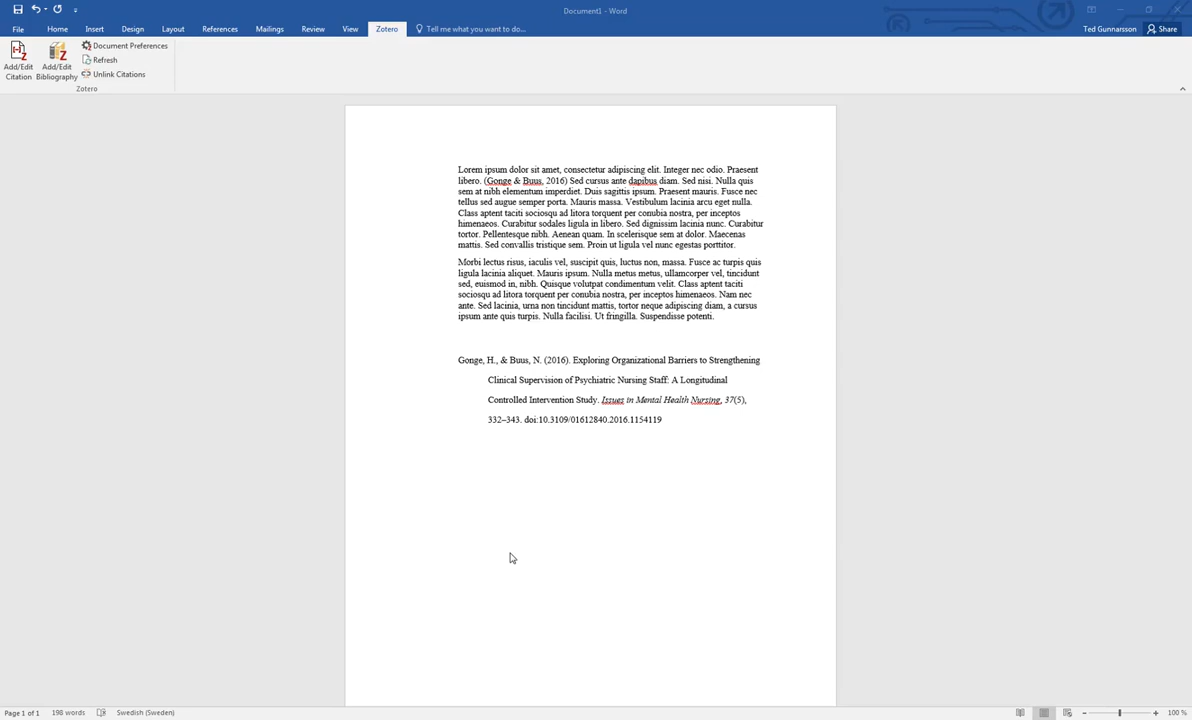 Document1 - Word
File Home Insert Design Layout References Mailings Review View Zotero Tell me what you want to do... Ted Gunnarsson Share
Add/Edit Citation
Add/Edit Bibliography
Document Preferences
Refresh
Unlink Citations
Zotero
Lorem ipsum dolor sit amet, consectetur adipiscing elit. Integer nec odio. Praesent
libero. (Gonge & Buus, 2016) Sed cursus ante dapibus diam. Sed nisi. Nulla quis
sem at nibh elementum imperdiet. Duis sagittis ipsum. Praesent mauris. Fusce nec
tellus sed augue semper porta. Mauris massa. Vestibulum lacinia arcu eget nulla.
Class aptent taciti sociosqu ad litora torquent per conubia nostra, per inceptos
himenaeos. Curabitur sodales ligula in libero. Sed dignissim lacinia nunc. Curabitur
tortor. Pellentesque nibh. Aenean quam. In scelerisque sem at dolor. Maecenas
mattis. Sed convallis tristique sem. Proin ut ligula vel nunc egestas porttitor.
Morbi lectus risus, iaculis vel, suscipit quis, luctus non, massa. Fusce ac turpis quis
ligula lacinia aliquet. Mauris ipsum. Nulla metus metus, ullamcorper vel, tincidunt
sed, euismod in, nibh. Quisque volutpat condimentum velit. Class aptent taciti
sociosqu ad litora torquent per conubia nostra, per inceptos himenaeos. Nam nec
ante. Sed lacinia, urna non tincidunt mattis, tortor neque adipiscing diam, a cursus
ipsum ante quis turpis. Nulla facilisi. Ut fringilla. Suspendisse potenti.
Gonge, H., & Buus, N. (2016). Exploring Organizational Barriers to Strengthening
Clinical Supervision of Psychiatric Nursing Staff: A Longitudinal
Controlled Intervention Study. Issues in Mental Health Nursing, 37(5),
332–343. doi:10.3109/01612840.2016.1154119
Page 1 of 1 198 words Swedish (Sweden) 100 %